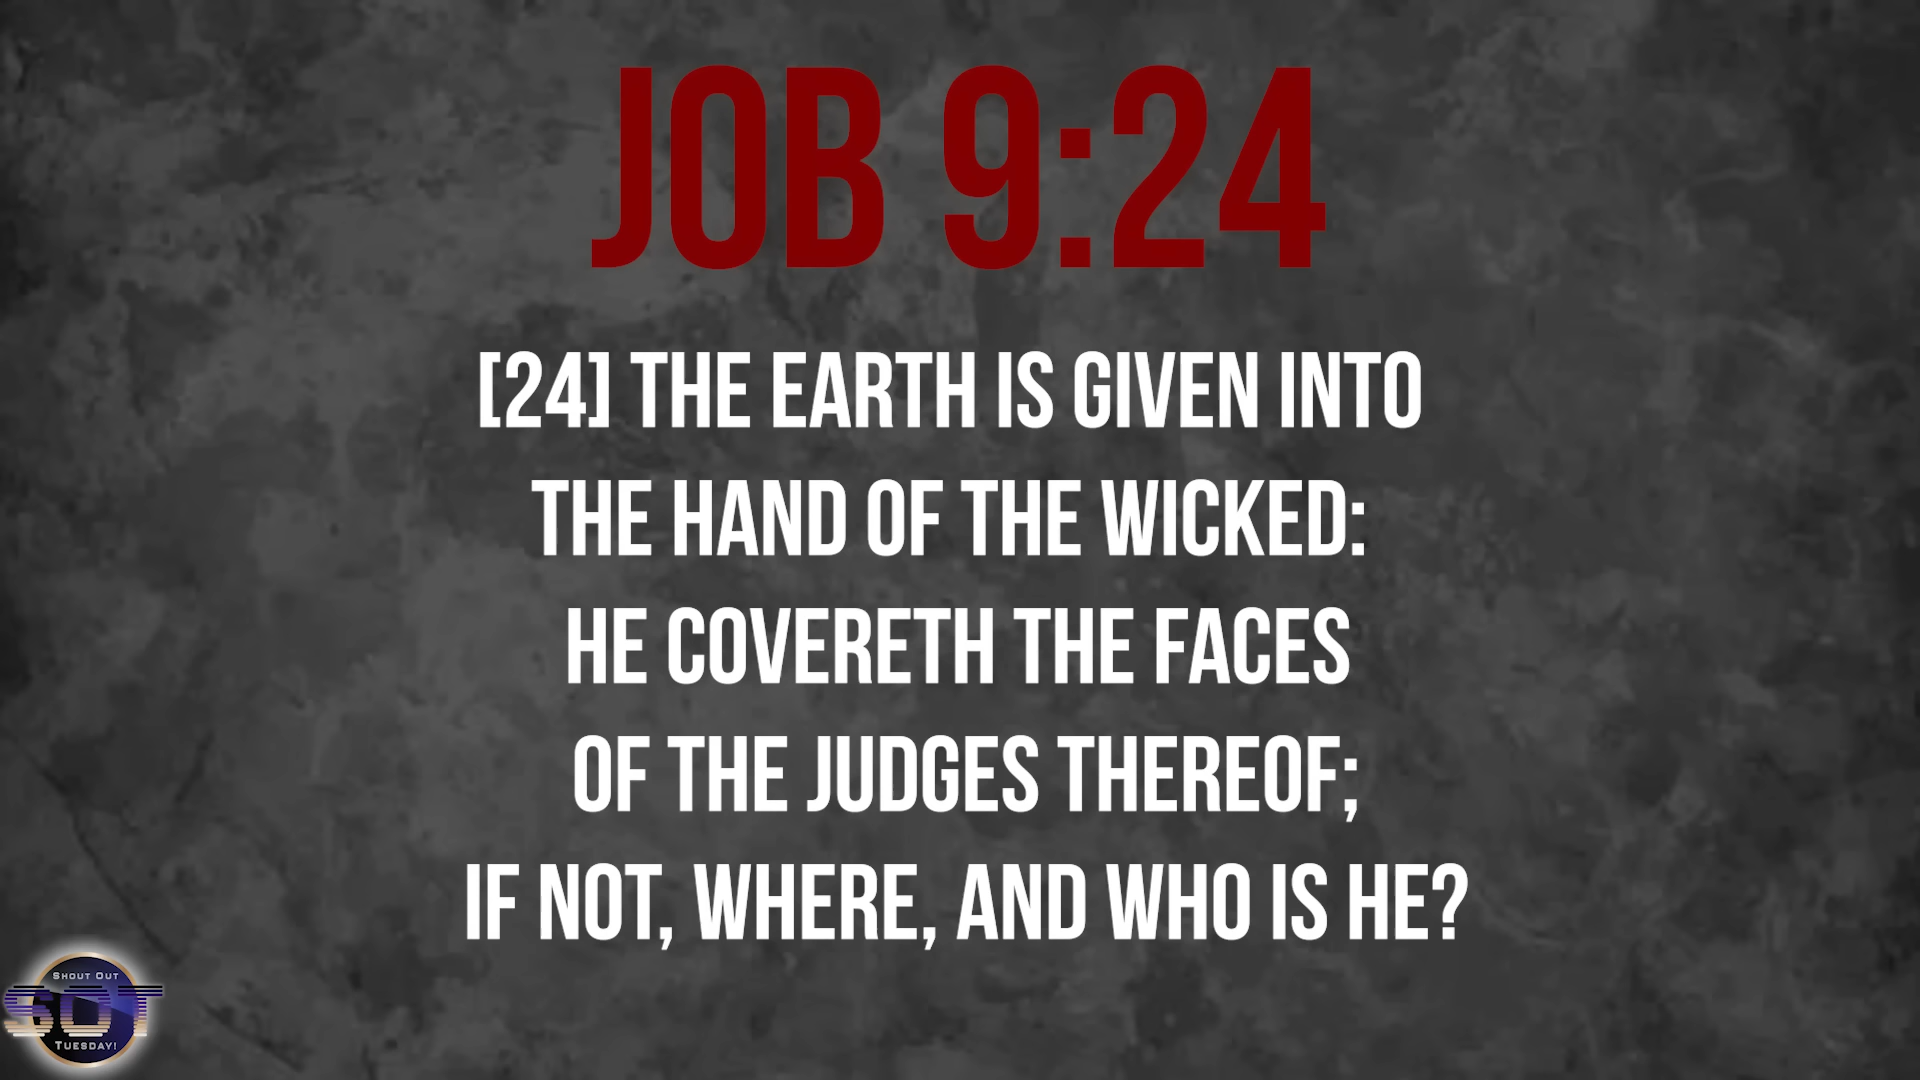 JOB 9:24
[24] THE EARTH IS GIVEN INTO
THE HAND OF THE WICKED:
HE COVERETH THE FACES
OF THE JUDGES THEREOF;
IF NOT, WHERE, AND WHO IS HE?
SHOUT OUT
SOT
TUESDAY!